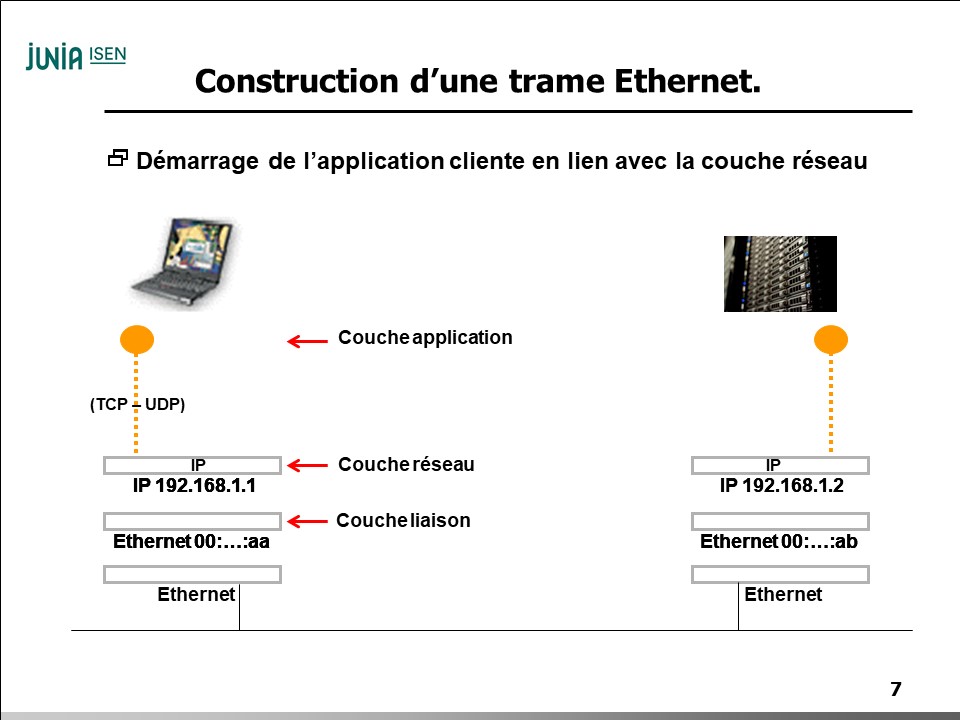 JUNIA ISEN
Construction d’une trame Ethernet.
Démarrage de l’application cliente en lien avec la couche réseau
Couche application
(TCP – UDP)
IP
Couche réseau
IP
IP 192.168.1.1
IP 192.168.1.2
Couche liaison
Ethernet 00:…:aa
Ethernet 00:…:ab
Ethernet
Ethernet
7